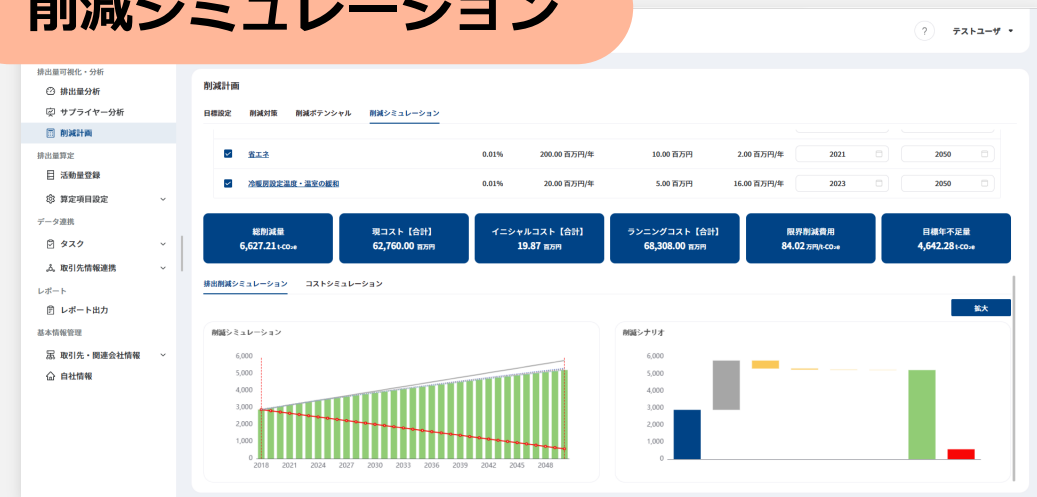 削減シミュレーション
? テストユーザ
排出量可視化・分析
排出量分析
サプライヤー分析
削減計画
排出量算定
活動量登録
算定項目設定
データ連携
タスク
取引先情報連携
レポート
レポート出力
基本情報管理
取引先・関連会社情報
自社情報
削減計画
目標設定 削減対策 削減ポテンシャル 削減シミュレーション
省エネ 0.01% 200.00 百万円/年 10.00 百万円 2.00 百万円/年 2021 2050
冷暖房設定温度・温室の緩和 0.01% 20.00 百万円/年 5.00 百万円 16.00 百万円/年 2023 2050
総削減量 現コスト【合計】 イニシャルコスト【合計】 ランニングコスト【合計】 限界削減費用 目標年不足量
6,627.21 t-CO₂e 62,760.00 百万円 19.87 百万円 68,308.00 百万円 84.02 万円/t-CO₂e 4,642.28 t-CO₂e
排出削減シミュレーション コストシミュレーション
拡大
削減シミュレーション
6,000
5,000
4,000
3,000
2,000
1,000
0
2018 2021 2024 2027 2030 2033 2036 2039 2042 2045 2048
削減シナリオ
6,000
5,000
4,000
3,000
2,000
1,000
0